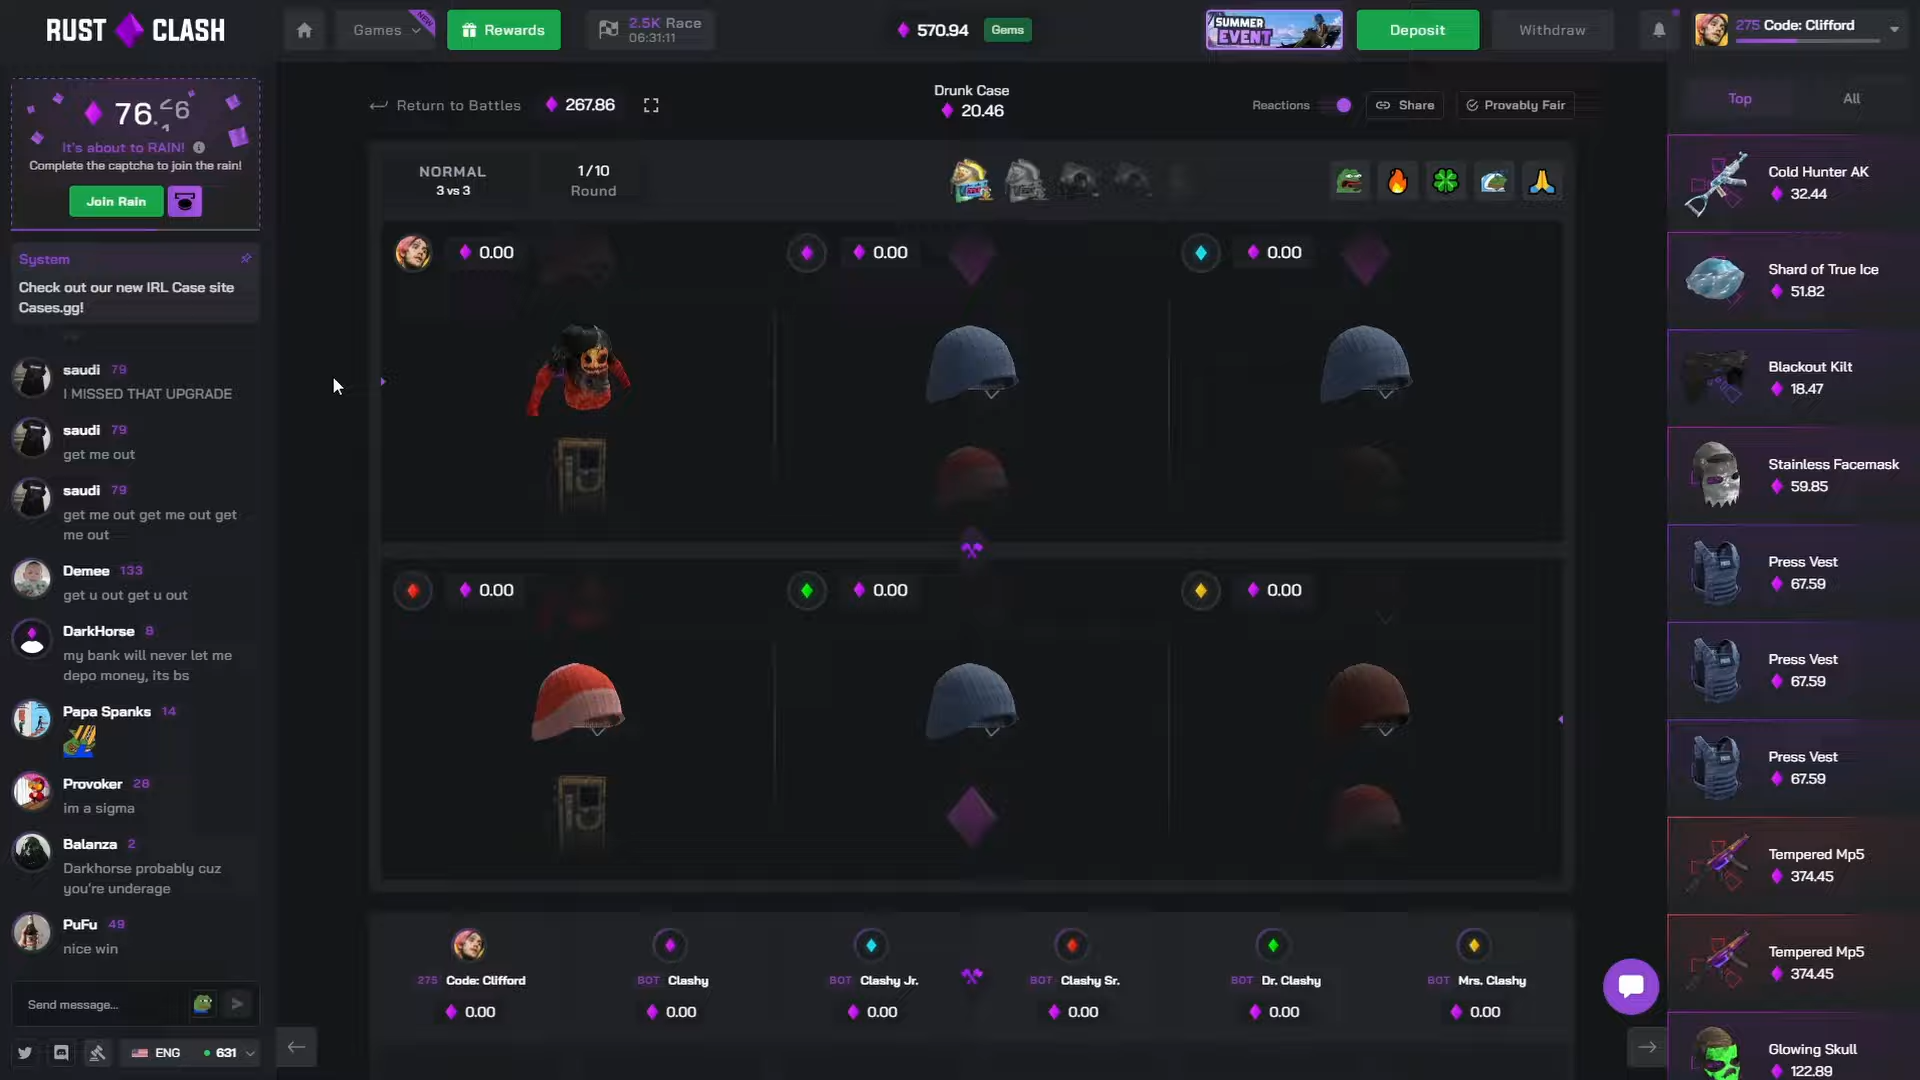 RUST CLASH
Games
NEW
Rewards
2.5K Race
06:31:11
570.94
Gems
SUMMER
EVENT
Deposit
Withdraw
275 Code: Clifford
It's about to RAIN!
Complete the captcha to join the rain!
Join Rain
System
Check out our new IRL Case site
Cases.gg!
saudi 79
I MISSED THAT UPGRADE
saudi 79
get me out
saudi 79
get me out get me out get
me out
Demee 133
get u out get u out
DarkHorse 8
my bank will never let me
depo money, its bs
Papa Spanks 14
Provoker 28
im a sigma
Balanza 2
Darkhorse probably cuz
you're underage
PuFu 49
nice win
Send message...
ENG
631
Return to Battles
267.86
Drunk Case
20.46
Reactions
Share
Provably Fair
NORMAL
3 vs 3
1/10
Round
0.00
0.00
0.00
0.00
0.00
0.00
275 Code: Clifford
0.00
BOT Clashy
0.00
BOT Clashy Jr.
0.00
BOT Clashy Sr.
0.00
BOT Dr. Clashy
0.00
BOT Mrs. Clashy
0.00
Top
All
Cold Hunter AK
32.44
Shard of True Ice
51.82
Blackout Kilt
18.47
Stainless Facemask
59.85
Press Vest
67.59
Press Vest
67.59
Press Vest
67.59
Tempered Mp5
374.45
Tempered Mp5
374.45
Glowing Skull
122.89